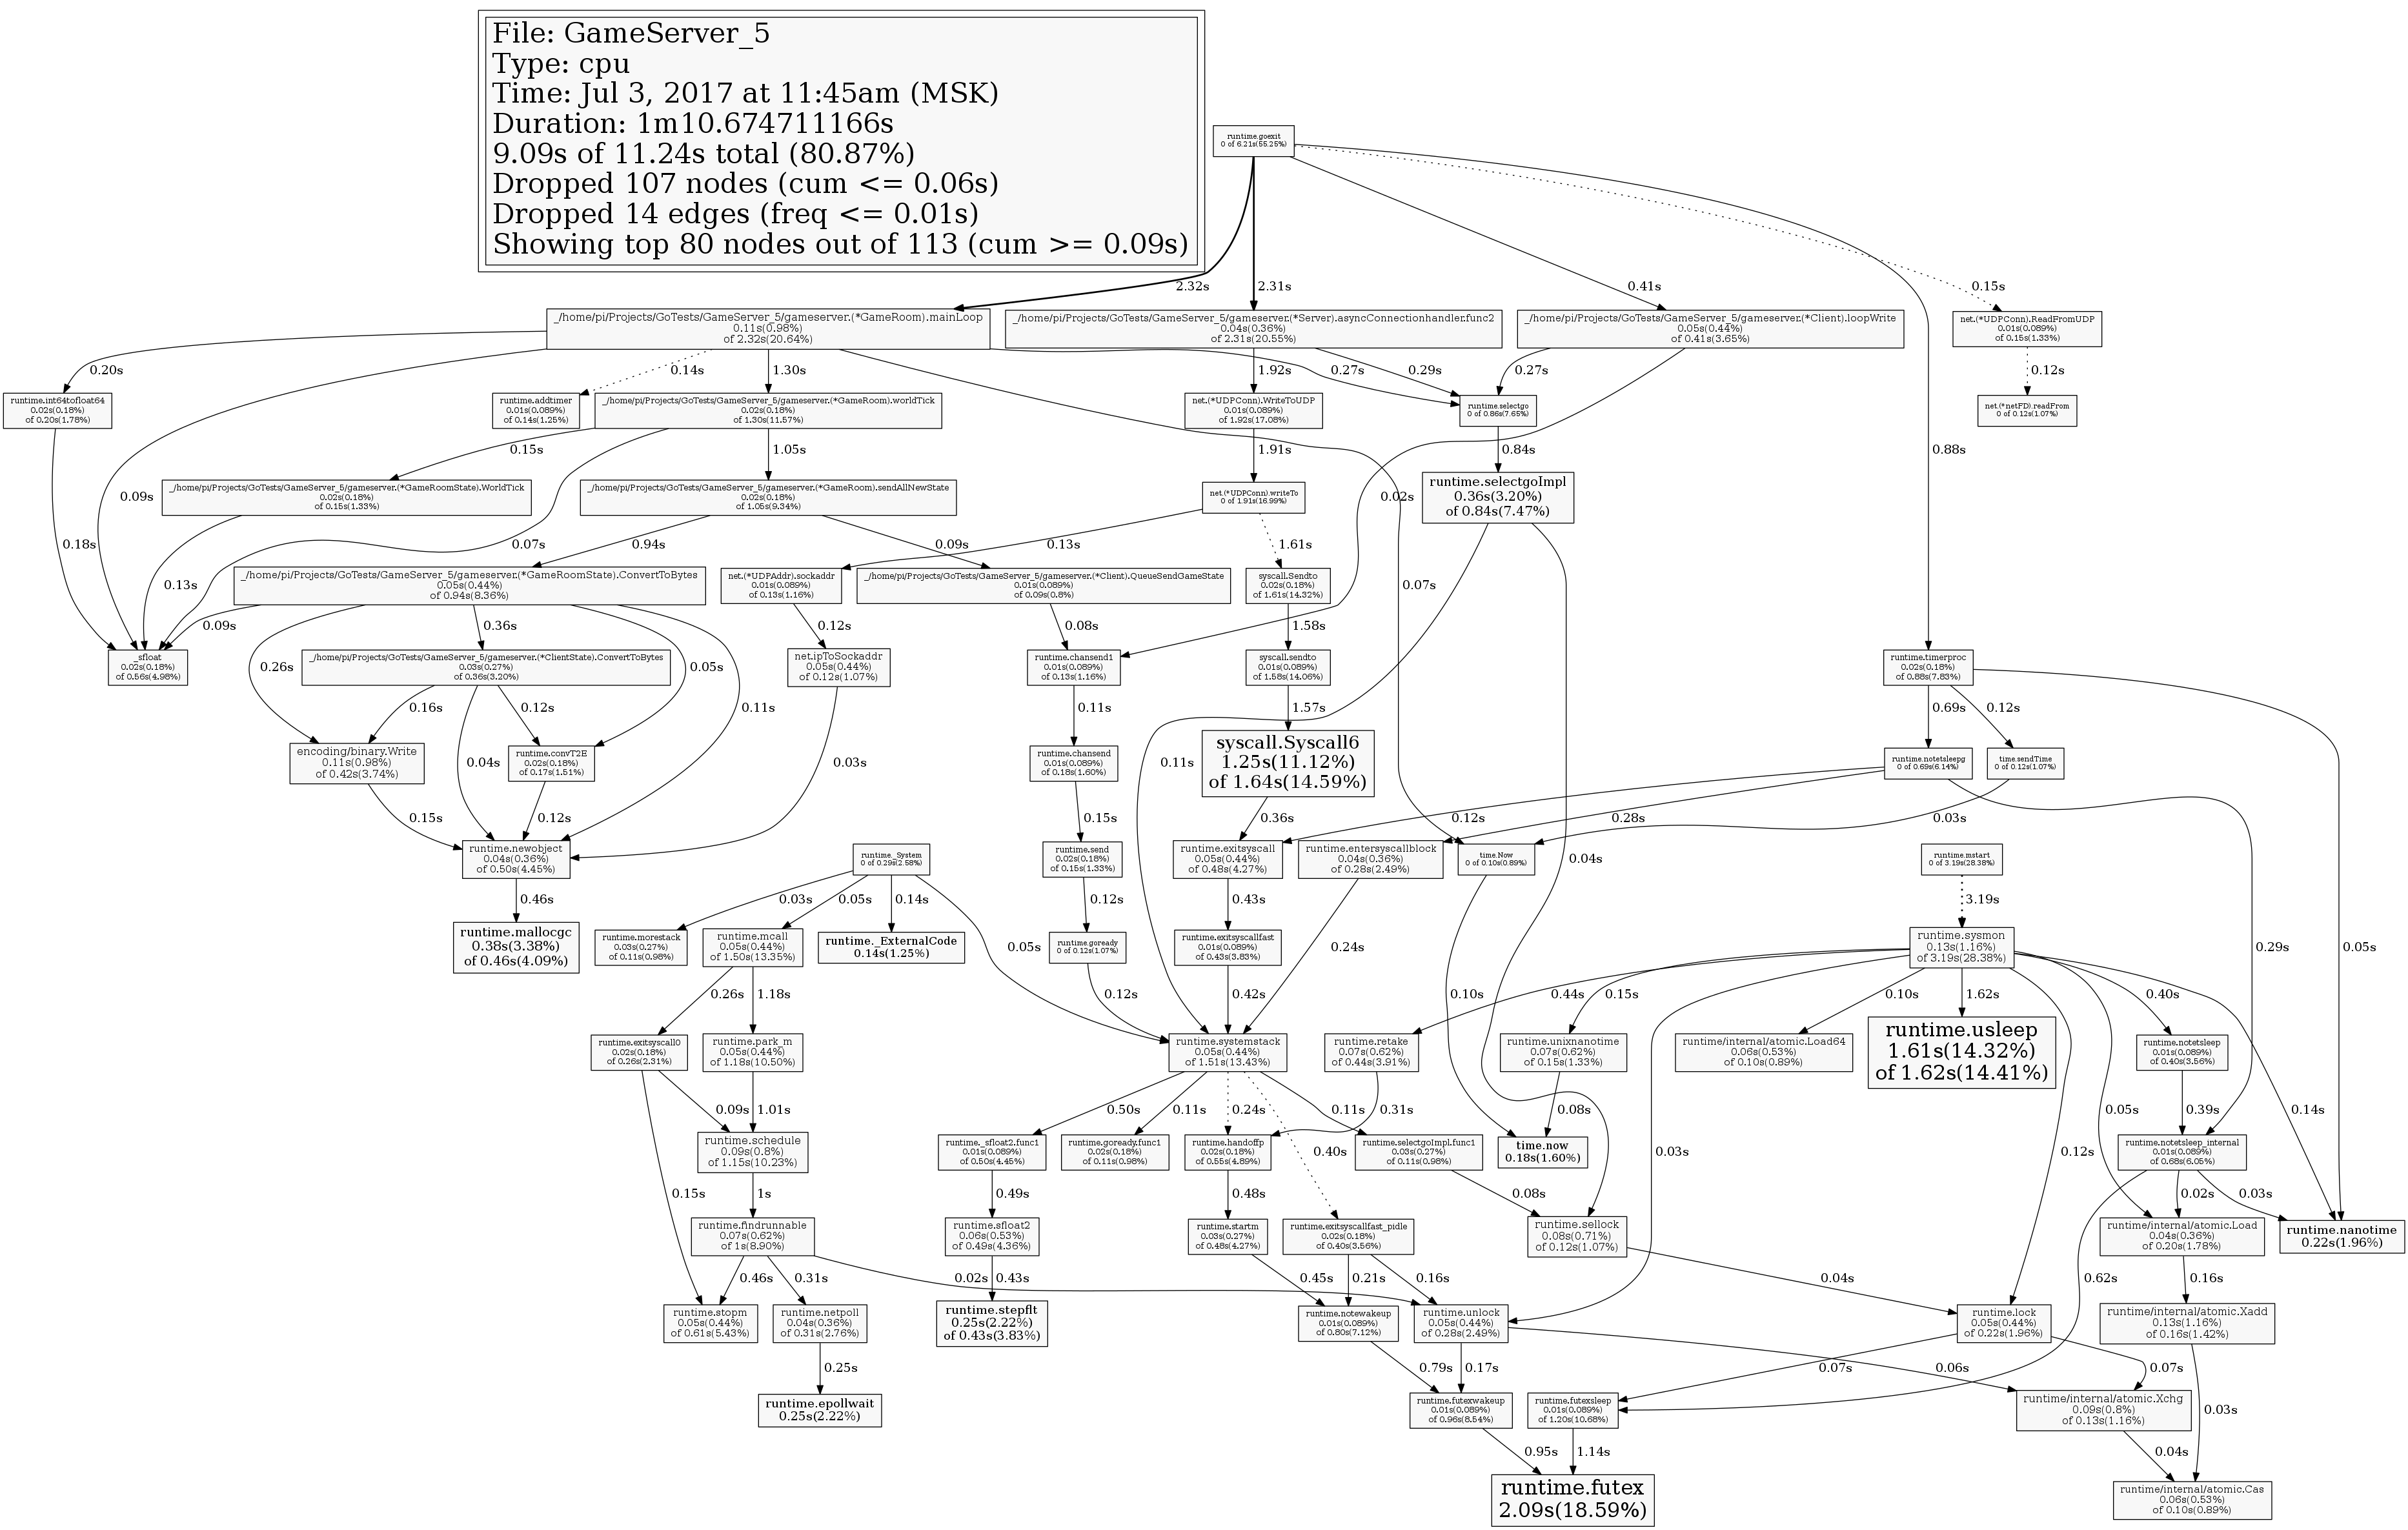 File: GameServer_5
Type: cpu
Time: Jul 3, 2017 at 11:45am (MSK)
Duration: 1m10.674711166s
9.09s of 11.24s total (80.87%)
Dropped 107 nodes (cum <= 0.06s)
Dropped 14 edges (freq <= 0.01s)
Showing top 80 nodes out of 113 (cum >= 0.09s)
runtime.goexit
0 of 6.21s(55.25%)
2.32s
2.31s
0.41s
0.15s
0.88s
_/home/pi/Projects/GoTests/GameServer_5/gameserver.(*GameRoom).mainLoop
0.11s(0.98%)
of 2.32s(20.64%)
_/home/pi/Projects/GoTests/GameServer_5/gameserver.(*Server).asyncConnectionhandler.func2
0.04s(0.36%)
of 2.31s(20.55%)
_/home/pi/Projects/GoTests/GameServer_5/gameserver.(*Client).loopWrite
0.05s(0.44%)
of 0.41s(3.65%)
net.(*UDPConn).ReadFromUDP
0.01s(0.089%)
of 0.15s(1.33%)
0.20s
0.14s
1.30s
0.27s
1.92s
0.29s
0.27s
0.12s
runtime.int64tofloat64
0.02s(0.18%)
of 0.20s(1.78%)
runtime.addtimer
0.01s(0.089%)
of 0.14s(1.25%)
_/home/pi/Projects/GoTests/GameServer_5/gameserver.(*GameRoom).worldTick
0.02s(0.18%)
of 1.30s(11.57%)
net.(*UDPConn).WriteToUDP
0.01s(0.089%)
of 1.92s(17.08%)
runtime.selectgo
0 of 0.86s(7.65%)
net.(*netFD).readFrom
0 of 0.12s(1.07%)
0.09s
0.15s
1.05s
1.91s
0.02s
0.84s
_/home/pi/Projects/GoTests/GameServer_5/gameserver.(*GameRoomState).WorldTick
0.02s(0.18%)
of 0.15s(1.33%)
_/home/pi/Projects/GoTests/GameServer_5/gameserver.(*GameRoom).sendAllNewState
0.02s(0.18%)
of 1.05s(9.34%)
net.(*UDPConn).writeTo
0 of 1.91s(16.99%)
runtime.selectgoImpl
0.36s(3.20%)
of 0.84s(7.47%)
0.18s
0.13s
0.07s
0.94s
0.09s
0.13s
1.61s
0.07s
_/home/pi/Projects/GoTests/GameServer_5/gameserver.(*GameRoomState).ConvertToBytes
0.05s(0.44%)
of 0.94s(8.36%)
net.(*UDPAddr).sockaddr
0.01s(0.089%)
of 0.13s(1.16%)
_/home/pi/Projects/GoTests/GameServer_5/gameserver.(*Client).QueueSendGameState
0.01s(0.089%)
of 0.09s(0.8%)
syscall.Sendto
0.02s(0.18%)
of 1.61s(14.32%)
0.09s
0.26s
0.36s
0.05s
0.11s
0.12s
0.08s
1.58s
_sfloat
0.02s(0.18%)
of 0.56s(4.98%)
_/home/pi/Projects/GoTests/GameServer_5/gameserver.(*ClientState).ConvertToBytes
0.03s(0.27%)
of 0.36s(3.20%)
net.ipToSockaddr
0.05s(0.44%)
of 0.12s(1.07%)
runtime.chansend1
0.01s(0.089%)
of 0.13s(1.16%)
syscall.sendto
0.01s(0.089%)
of 1.58s(14.06%)
runtime.timerproc
0.02s(0.18%)
of 0.88s(7.83%)
0.16s
0.04s
0.12s
0.03s
0.11s
0.11s
1.57s
0.69s
0.12s
encoding/binary.Write
0.11s(0.98%)
of 0.42s(3.74%)
runtime.convT2E
0.02s(0.18%)
of 0.17s(1.51%)
runtime.chansend
0.01s(0.089%)
of 0.18s(1.60%)
syscall.Syscall6
1.25s(11.12%)
of 1.64s(14.59%)
runtime.notetsleepg
0 of 0.69s(6.14%)
time.sendTime
0 of 0.12s(1.07%)
0.15s
0.12s
0.15s
0.36s
0.12s
0.28s
0.03s
0.04s
runtime.newobject
0.04s(0.36%)
of 0.50s(4.45%)
runtime._System
0 of 0.29s(2.58%)
runtime.send
0.02s(0.18%)
of 0.15s(1.33%)
runtime.exitsyscall
0.05s(0.44%)
of 0.48s(4.27%)
runtime.entersyscallblock
0.04s(0.36%)
of 0.28s(2.49%)
time.Now
0 of 0.10s(0.89%)
runtime.mstart
0 of 3.19s(28.38%)
0.46s
0.03s
0.05s
0.14s
0.05s
0.12s
0.43s
0.24s
3.19s
0.29s
0.05s
runtime.mallocgc
0.38s(3.38%)
of 0.46s(4.09%)
runtime.morestack
0.03s(0.27%)
of 0.11s(0.98%)
runtime.mcall
0.05s(0.44%)
of 1.50s(13.35%)
runtime._ExternalCode
0.14s(1.25%)
runtime.goready
0 of 0.12s(1.07%)
runtime.exitsyscallfast
0.01s(0.089%)
of 0.43s(3.83%)
runtime.sysmon
0.13s(1.16%)
of 3.19s(28.38%)
0.26s
1.18s
0.12s
0.42s
0.10s
0.44s
0.15s
0.10s
1.62s
0.40s
runtime.exitsyscall0
0.02s(0.18%)
of 0.26s(2.31%)
runtime.park_m
0.05s(0.44%)
of 1.18s(10.50%)
runtime.systemstack
0.05s(0.44%)
of 1.51s(13.43%)
runtime.retake
0.07s(0.62%)
of 0.44s(3.91%)
runtime.unixnanotime
0.07s(0.62%)
of 0.15s(1.33%)
runtime/internal/atomic.Load64
0.06s(0.53%)
of 0.10s(0.89%)
runtime.usleep
1.61s(14.32%)
of 1.62s(14.41%)
runtime.notetsleep
0.01s(0.089%)
of 0.40s(3.56%)
0.09s
1.01s
0.50s
0.11s
0.24s
0.40s
0.11s
0.31s
0.08s
0.03s
0.12s
0.05s
0.39s
0.14s
runtime.schedule
0.09s(0.8%)
of 1.15s(10.23%)
runtime._sfloat2.func1
0.01s(0.089%)
of 0.50s(4.45%)
runtime.goready.func1
0.02s(0.18%)
of 0.11s(0.98%)
runtime.handoffp
0.02s(0.18%)
of 0.55s(4.89%)
runtime.selectgoImpl.func1
0.03s(0.27%)
of 0.11s(0.98%)
time.now
0.18s(1.60%)
runtime.notetsleep_internal
0.01s(0.089%)
of 0.68s(6.05%)
0.15s
1s
0.49s
0.48s
0.08s
0.02s
0.03s
runtime.findrunnable
0.07s(0.62%)
of 1s(8.90%)
runtime.sfloat2
0.06s(0.53%)
of 0.49s(4.36%)
runtime.startm
0.03s(0.27%)
of 0.48s(4.27%)
runtime.exitsyscallfast_pidle
0.02s(0.18%)
of 0.40s(3.56%)
runtime.sellock
0.08s(0.71%)
of 0.12s(1.07%)
runtime/internal/atomic.Load
0.04s(0.36%)
of 0.20s(1.78%)
runtime.nanotime
0.22s(1.96%)
0.46s
0.31s
0.02s
0.43s
0.45s
0.21s
0.16s
0.04s
0.62s
0.16s
runtime.stopm
0.05s(0.44%)
of 0.61s(5.43%)
runtime.netpoll
0.04s(0.36%)
of 0.31s(2.76%)
runtime.stepflt
0.25s(2.22%)
of 0.43s(3.83%)
runtime.notewakeup
0.01s(0.089%)
of 0.80s(7.12%)
runtime.unlock
0.05s(0.44%)
of 0.28s(2.49%)
runtime.lock
0.05s(0.44%)
of 0.22s(1.96%)
runtime/internal/atomic.Xadd
0.13s(1.16%)
of 0.16s(1.42%)
0.25s
0.79s
0.17s
0.07s
0.06s
0.07s
0.03s
runtime.epollwait
0.25s(2.22%)
runtime.futexwakeup
0.01s(0.089%)
of 0.96s(8.54%)
runtime.futexsleep
0.01s(0.089%)
of 1.20s(10.68%)
runtime/internal/atomic.Xchg
0.09s(0.8%)
of 0.13s(1.16%)
0.95s
1.14s
0.04s
runtime.futex
2.09s(18.59%)
runtime/internal/atomic.Cas
0.06s(0.53%)
of 0.10s(0.89%)